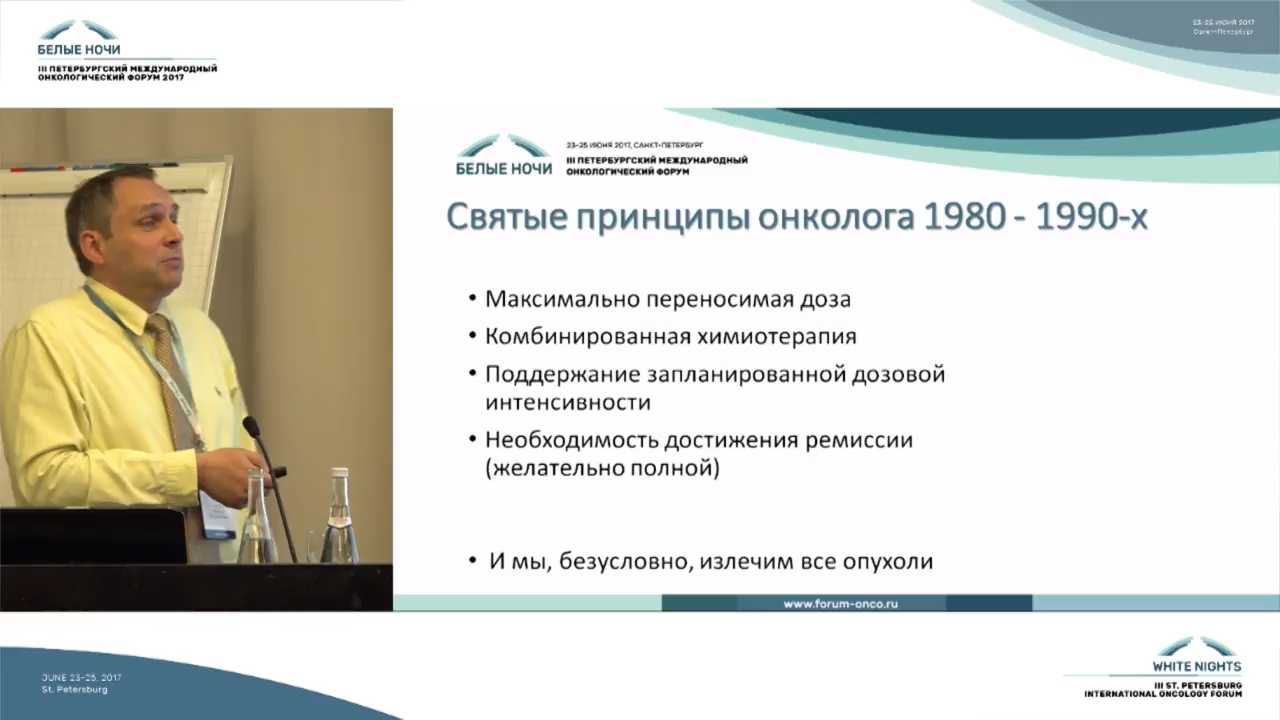 БЕЛЫЕ НОЧИ
III ПЕТЕРБУРГСКИЙ МЕЖДУНАРОДНЫЙ
ОНКОЛОГИЧЕСКИЙ ФОРУМ 2017
23-25 ИЮНЯ 2017
Санкт-Петербург
БЕЛЫЕ НОЧИ
23-25 ИЮНЯ 2017, САНКТ-ПЕТЕРБУРГ
III ПЕТЕРБУРГСКИЙ МЕЖДУНАРОДНЫЙ
ОНКОЛОГИЧЕСКИЙ ФОРУМ
Святые принципы онколога 1980 - 1990-х
• Максимально переносимая доза
• Комбинированная химиотерапия
• Поддержание запланированной дозовой
интенсивности
• Необходимость достижения ремиссии
(желательно полной)
• И мы, безусловно, излечим все опухоли
www.forum-onco.ru
JUNE 23-25, 2017
St. Petersburg
WHITE NIGHTS
III ST. PETERSBURG
INTERNATIONAL ONCOLOGY FORUM